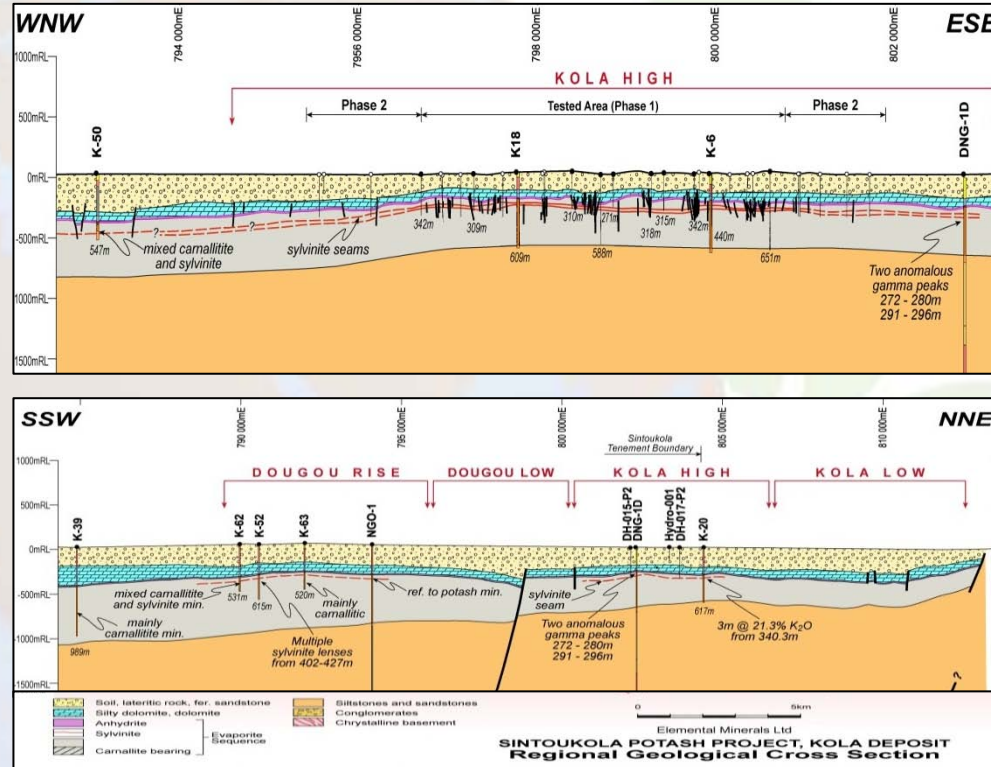 WNW
ESE
794 000mE
7956 000mE
798 000mE
800 000mE
802 000mE
1000mRL
500mRL
0mRL
500mRL
1000mRL
1500mRL
KOLA HIGH
Phase 2
Tested Area (Phase 1)
Phase 2
K-50
K18
K-6
DNG-1D
?
?
547m
mixed carnallitite
and sylvinite
sylvinite seams
342m
309m
609m
310m
271m
588m
318m
315m
342m
440m
651m
Two anomalous
gamma peaks
272 - 280m
291 - 296m
SSW
NNE
790 000mE
795 000mE
800 000mE
805 000mE
810 000mE
Sintoukola
Tenement Boundary
1000mRL
500mRL
0mRL
-500mRL
-1000mRL
-1500mRL
DOUGOU RISE
DOUGOU LOW
KOLA HIGH
KOLA LOW
K-39
K-62
K-52
K-63
NGO-1
DH-015-P2
DNG-1D
Hydro-001
DH-017-P2
K-20
mainly
carnallitite min.
989m
mixed carnallitite
and sylvinite min.
531m
615m
520m
mainly
carnallitic
ref. to potash min.
Multiple
sylvinite lenses
from 402-427m
sylvinite
seam
Two anomalous
gamma peaks
272 - 280m
291 - 296m
617m
3m @ 21.3% K₂O
from 340.3m
?
Soil, lateritic rock, fer. sandstone
Silty dolomite, dolomite
Anhydrite
Sylvinite
Carnallite bearing
Evaporite
Sequence
Siltstones and sandstones
Conglomerates
Chrystalline basement
0
5km
Elemental Minerals Ltd
SINTOUKOLA POTASH PROJECT, KOLA DEPOSIT
Regional Geological Cross Section